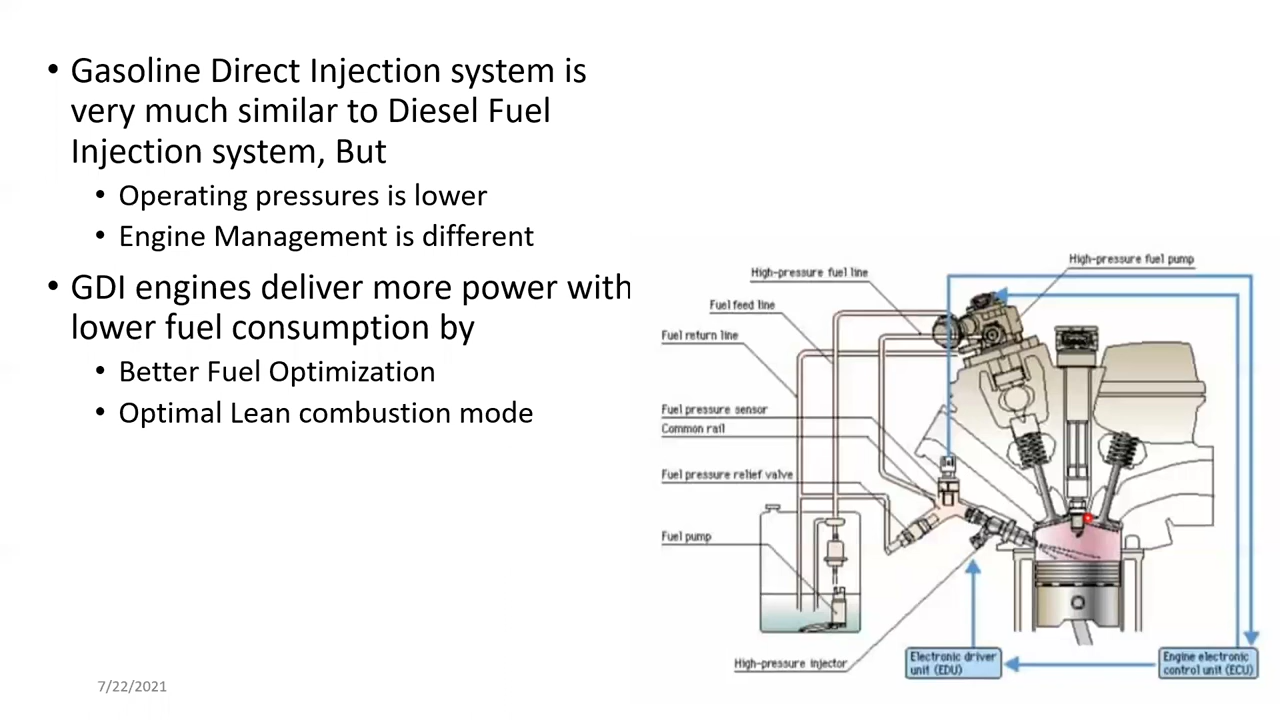 • Gasoline Direct Injection system is
very much similar to Diesel Fuel
Injection system, But
• Operating pressures is lower
• Engine Management is different
• GDI engines deliver more power with
lower fuel consumption by
• Better Fuel Optimization
• Optimal Lean combustion mode
High-pressure fuel pump
High-pressure fuel line
Fuel feed line
Fuel return line
Fuel pressure sensor
Common rail
Fuel pressure relief valve
Fuel pump
High-pressure injector
Electronic driver
unit (EDU)
Engine electronic
control unit (ECU)
7/22/2021